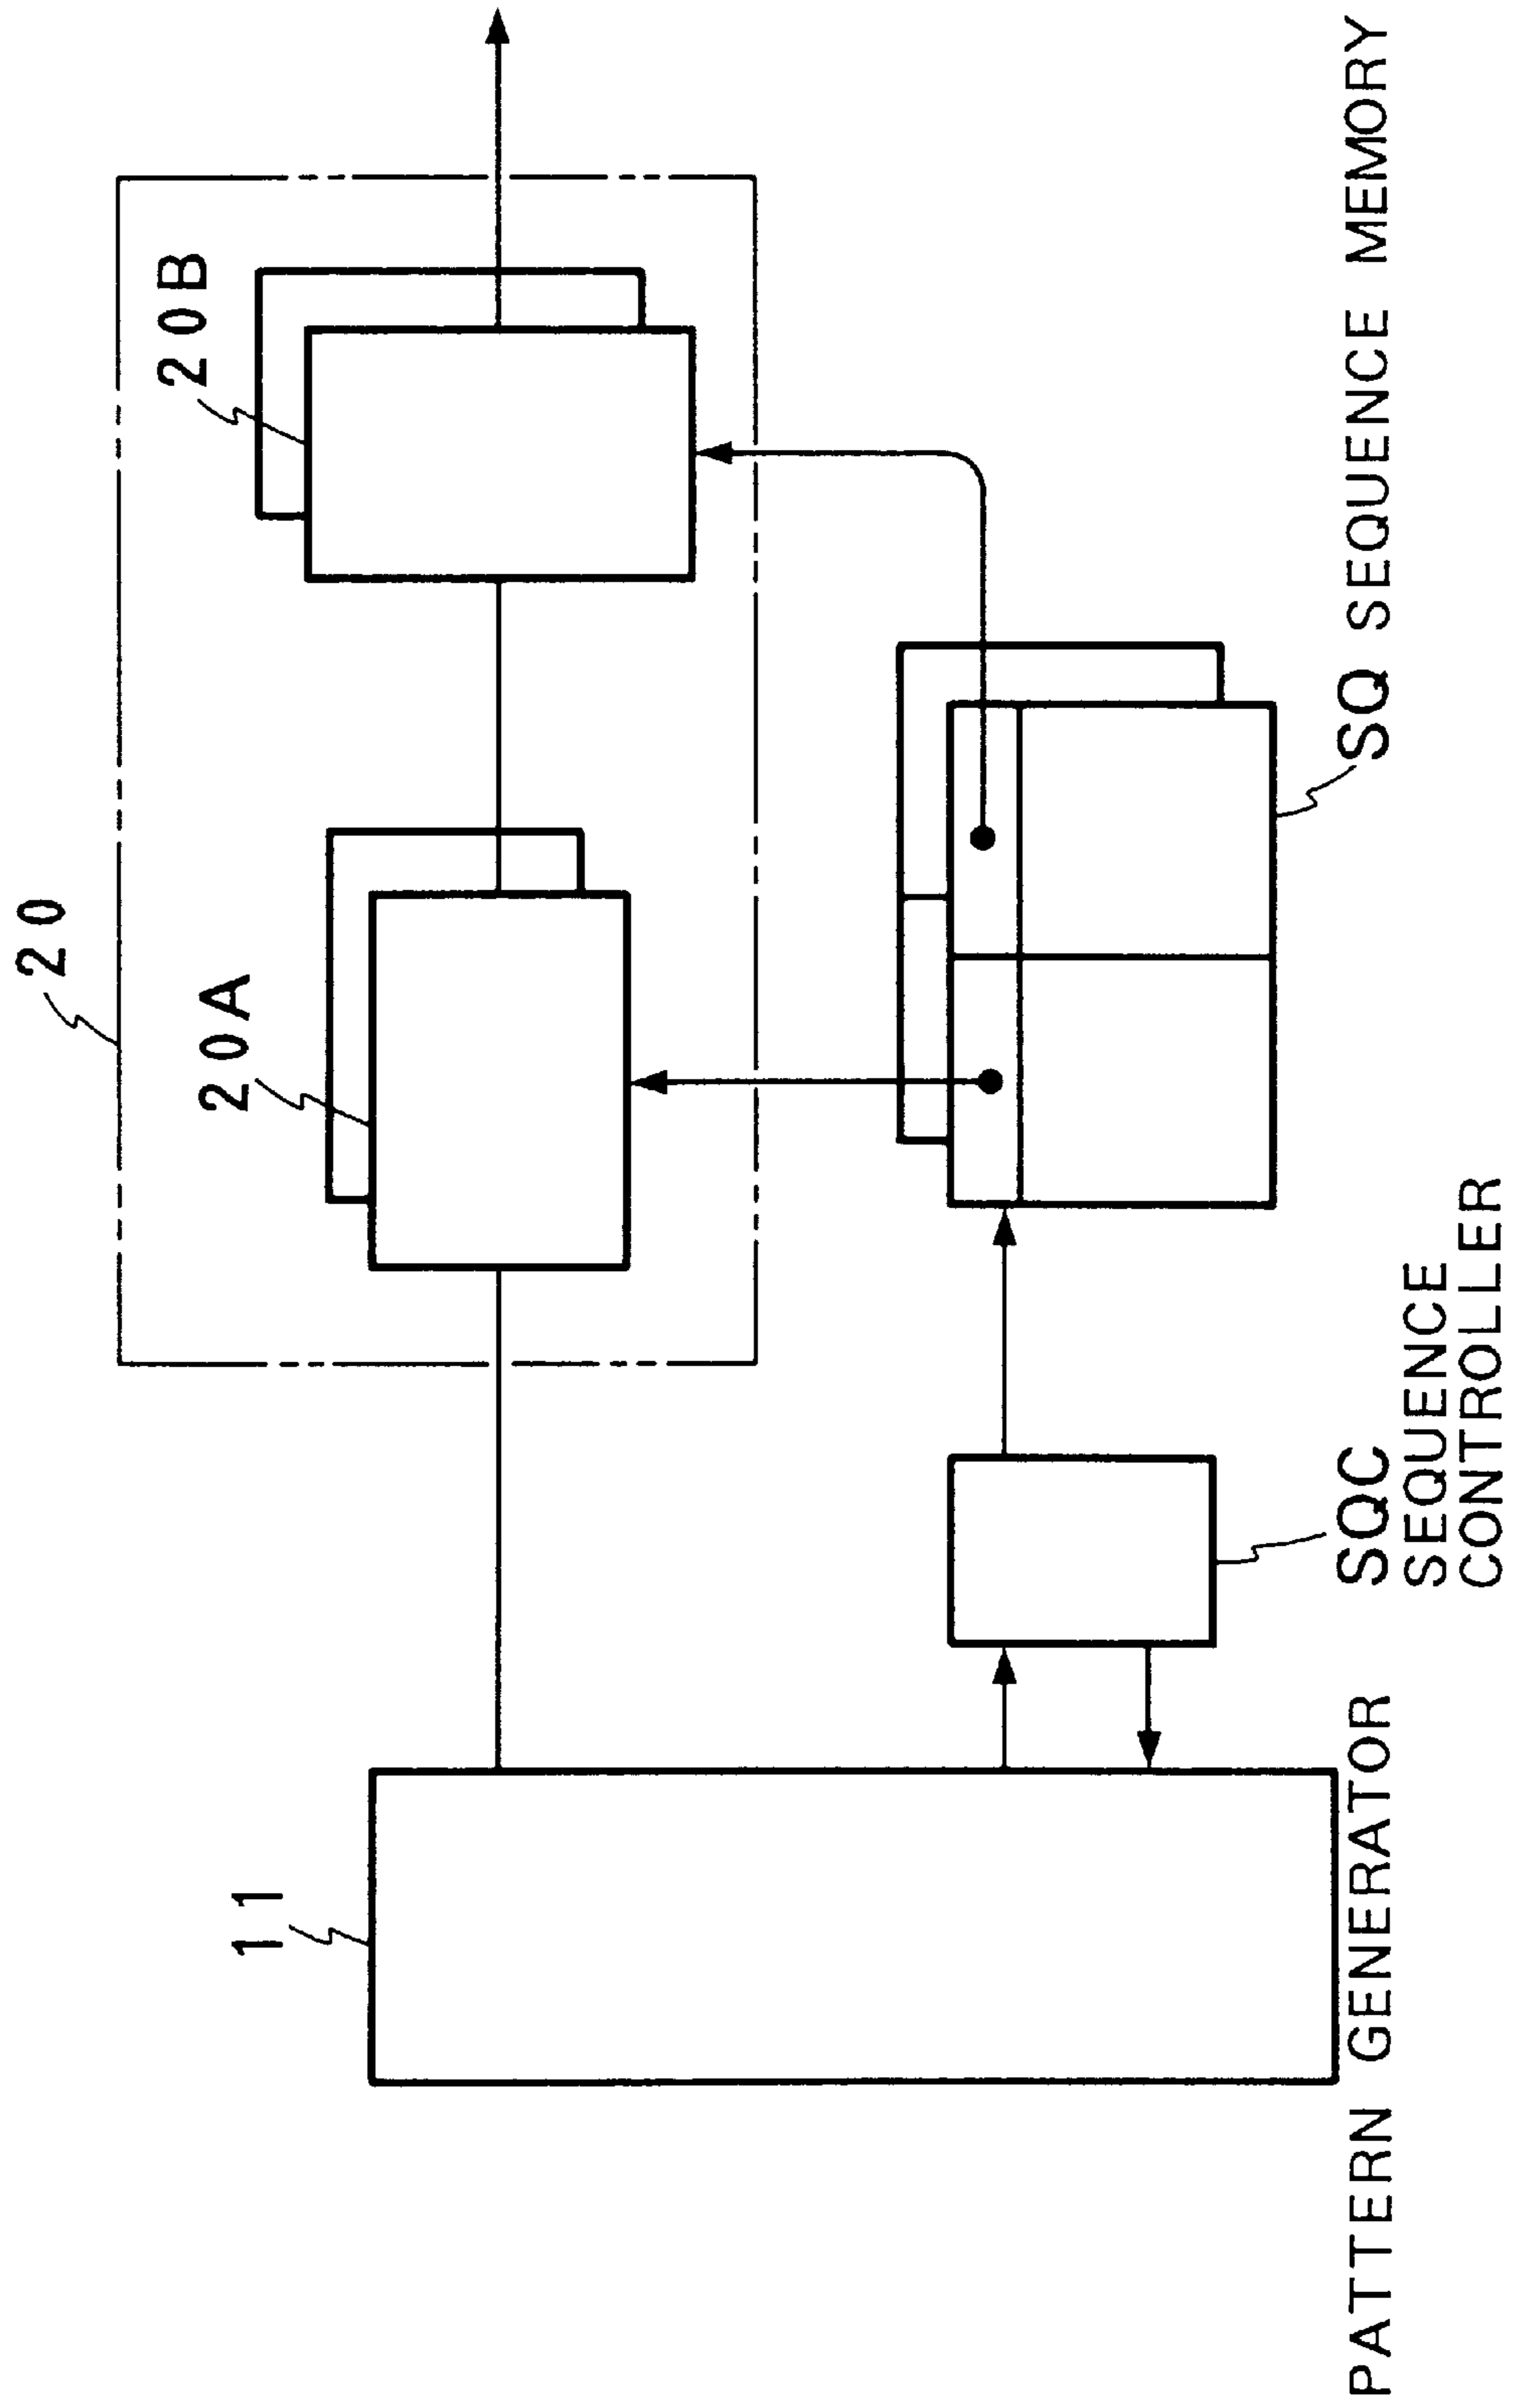 20
20A
20B
11
PATTERN GENERATOR
SQC
SEQUENCE
CONTROLLER
SQ SEQUENCE MEMORY